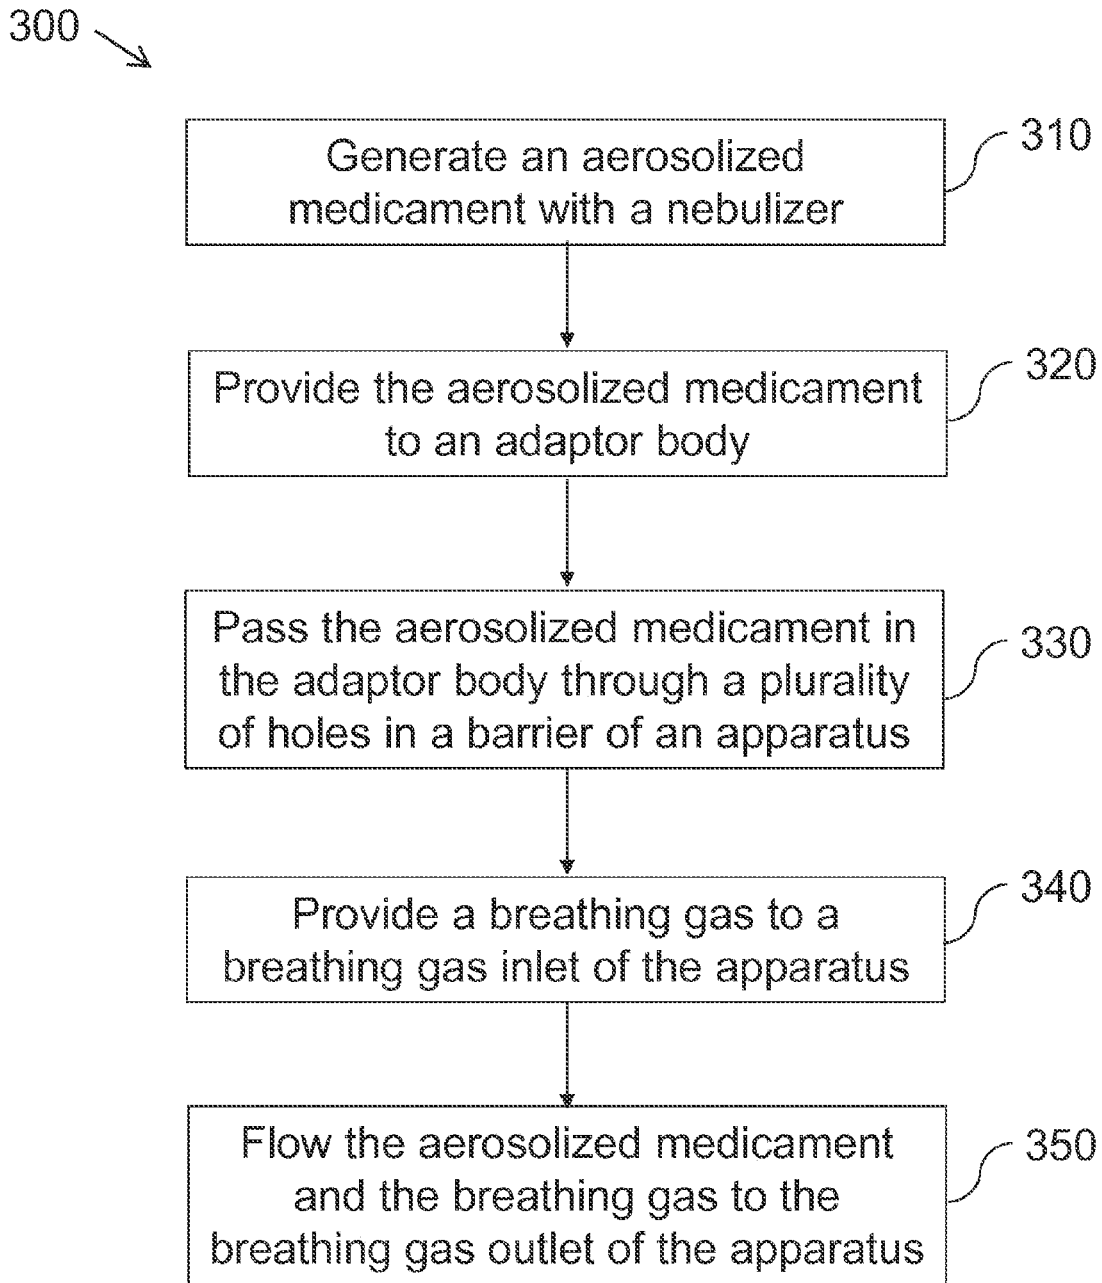 300
310
Generate an aerosolized
medicament with a nebulizer
320
Provide the aerosolized medicament
to an adaptor body
330
Pass the aerosolized medicament in
the adaptor body through a plurality
of holes in a barrier of an apparatus
340
Provide a breathing gas to a
breathing gas inlet of the apparatus
350
Flow the aerosolized medicament
and the breathing gas to the
breathing gas outlet of the apparatus